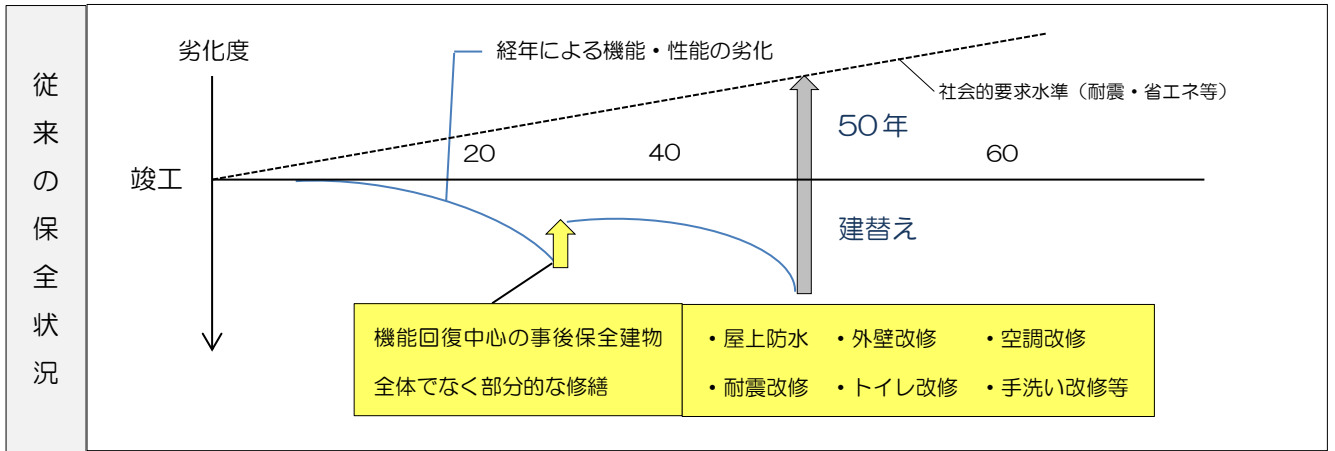 従来の保全状況
劣化度
経年による機能・性能の劣化
社会的要求水準（耐震・省エネ等）
50年
20
40
60
竣工
建替え
機能回復中心の事後保全建物
全体でなく部分的な修繕
・屋上防水 ・外壁改修 ・空調改修
・耐震改修 ・トイレ改修 ・手洗い改修等